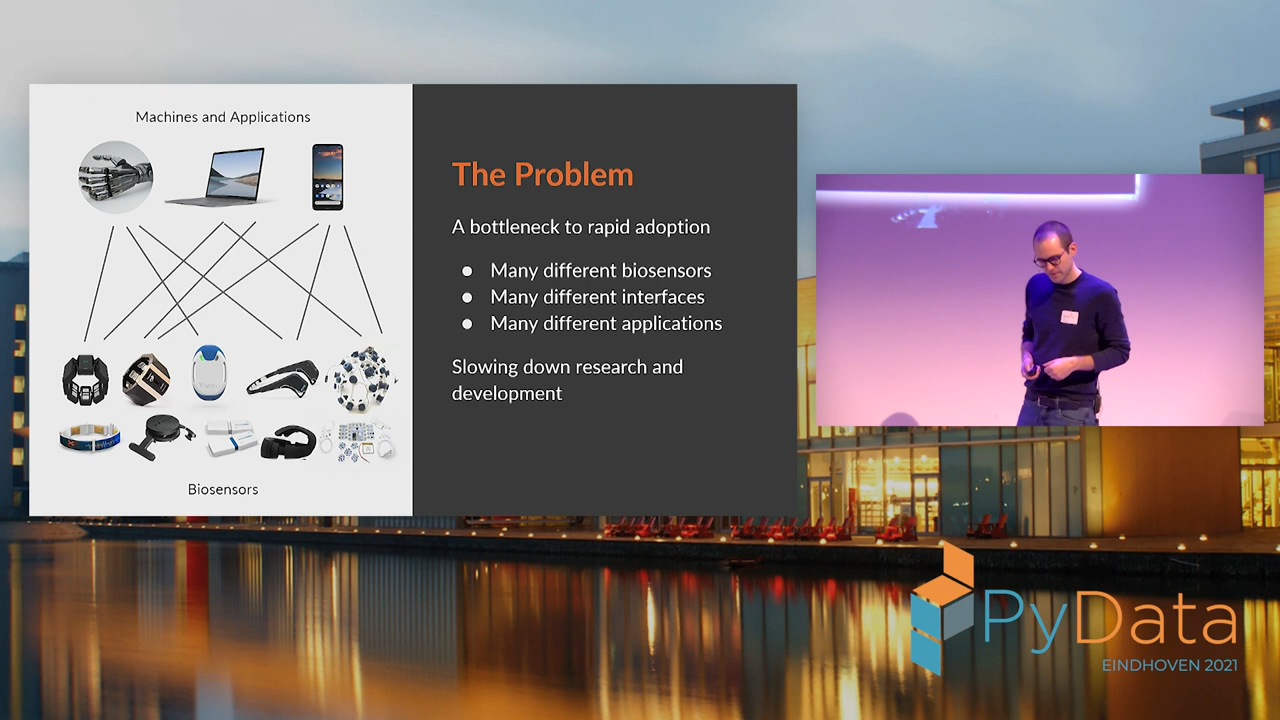 Machines and Applications
Biosensors
The Problem
A bottleneck to rapid adoption
● Many different biosensors
● Many different interfaces
● Many different applications
Slowing down research and
development
PyData
EINDHOVEN 2021